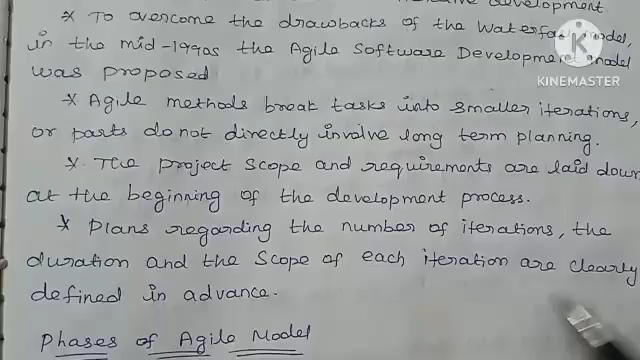 development
* To overcome the drawbacks of the Waterfall model,
in the mid-1990s the Agile Software Development model
was proposed
* Agile methods break tasks into smaller iterations,
or parts do not directly involve long term planning.
* The project scope and requirements are laid down
at the beginning of the development process.
* Plans regarding the number of iterations, the
duration and the scope of each iteration are clearly
defined in advance.
Phases of Agile Model
KINEMASTER